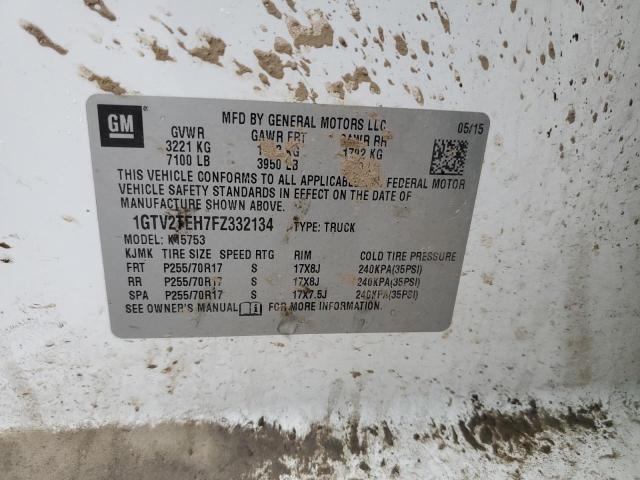 GM
MFD BY GENERAL MOTORS LLC
05/15
GVWR GAWR FRT GAWR RR
3221 KG KG 1792 KG
7100 LB 3950 LB
THIS VEHICLE CONFORMS TO ALL APPLICABLE FEDERAL MOTOR
VEHICLE SAFETY STANDARDS IN EFFECT ON THE DATE OF
MANUFACTURE SHOWN ABOVE.
1GTV2TEH7FZ332134 TYPE: TRUCK
MODEL: K15753
KJMK TIRE SIZE SPEED RTG RIM COLD TIRE PRESSURE
FRT P255/70R17 S 17X8J 240KPA(35PSI)
RR P255/70R17 S 17X8J 240KPA(35PSI)
SPA P255/70R17 S 17X7.5J 240KPA(35PSI)
SEE OWNER'S MANUAL FOR MORE INFORMATION.